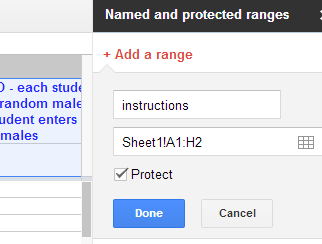 Named and protected ranges
+ Add a range
O - each stude
random male
udent enters
males
instructions
Sheet1!A1:H2
Protect
Done
Cancel